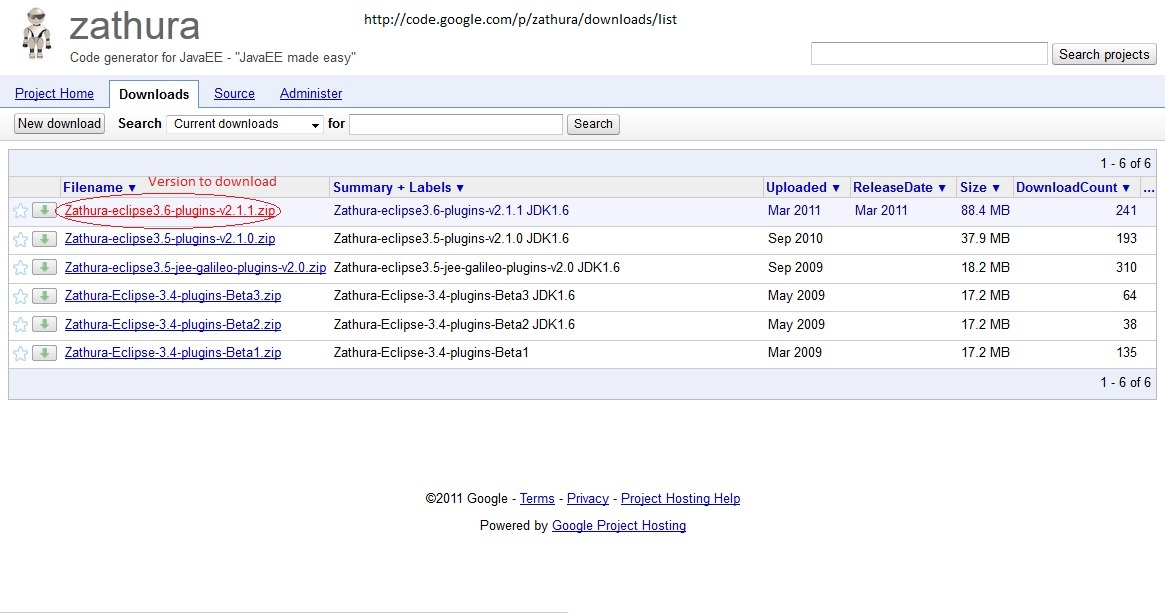 zathura
http://code.google.com/p/zathura/downloads/list
Code generator for JavaEE - "JavaEE made easy"
Search projects
Project Home Downloads Source Administer
New download Search Current downloads for Search
1 - 6 of 6
Version to download
Filename ▼ Summary + Labels ▼ Uploaded ▼ ReleaseDate ▼ Size ▼ DownloadCount ▼ ...
Zathura-eclipse3.6-plugins-v2.1.1.zip Zathura-eclipse3.6-plugins-v2.1.1 JDK1.6 Mar 2011 Mar 2011 88.4 MB 241
Zathura-eclipse3.5-plugins-v2.1.0.zip Zathura-eclipse3.5-plugins-v2.1.0 JDK1.6 Sep 2010 37.9 MB 193
Zathura-eclipse3.5-jee-galileo-plugins-v2.0.zip Zathura-eclipse3.5-jee-galileo-plugins-v2.0 JDK1.6 Sep 2009 18.2 MB 310
Zathura-Eclipse-3.4-plugins-Beta3.zip Zathura-Eclipse-3.4-plugins-Beta3 JDK1.6 May 2009 17.2 MB 64
Zathura-Eclipse-3.4-plugins-Beta2.zip Zathura-Eclipse-3.4-plugins-Beta2 JDK1.6 May 2009 17.2 MB 38
Zathura-Eclipse-3.4-plugins-Beta1.zip Zathura-Eclipse-3.4-plugins-Beta1 Mar 2009 17.2 MB 135
1 - 6 of 6
©2011 Google - Terms - Privacy - Project Hosting Help
Powered by Google Project Hosting